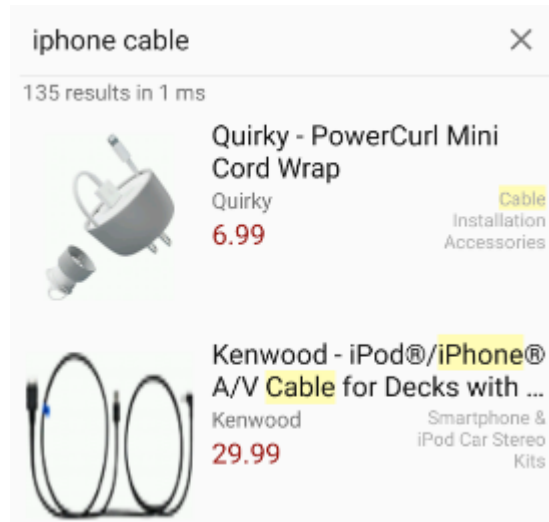 iphone cable
135 results in 1 ms
Quirky - PowerCurl Mini
Cord Wrap
Quirky
Cable
Installation
Accessories
6.99
Kenwood - iPod®/iPhone®
A/V Cable for Decks with ...
Kenwood
Smartphone &
iPod Car Stereo
Kits
29.99